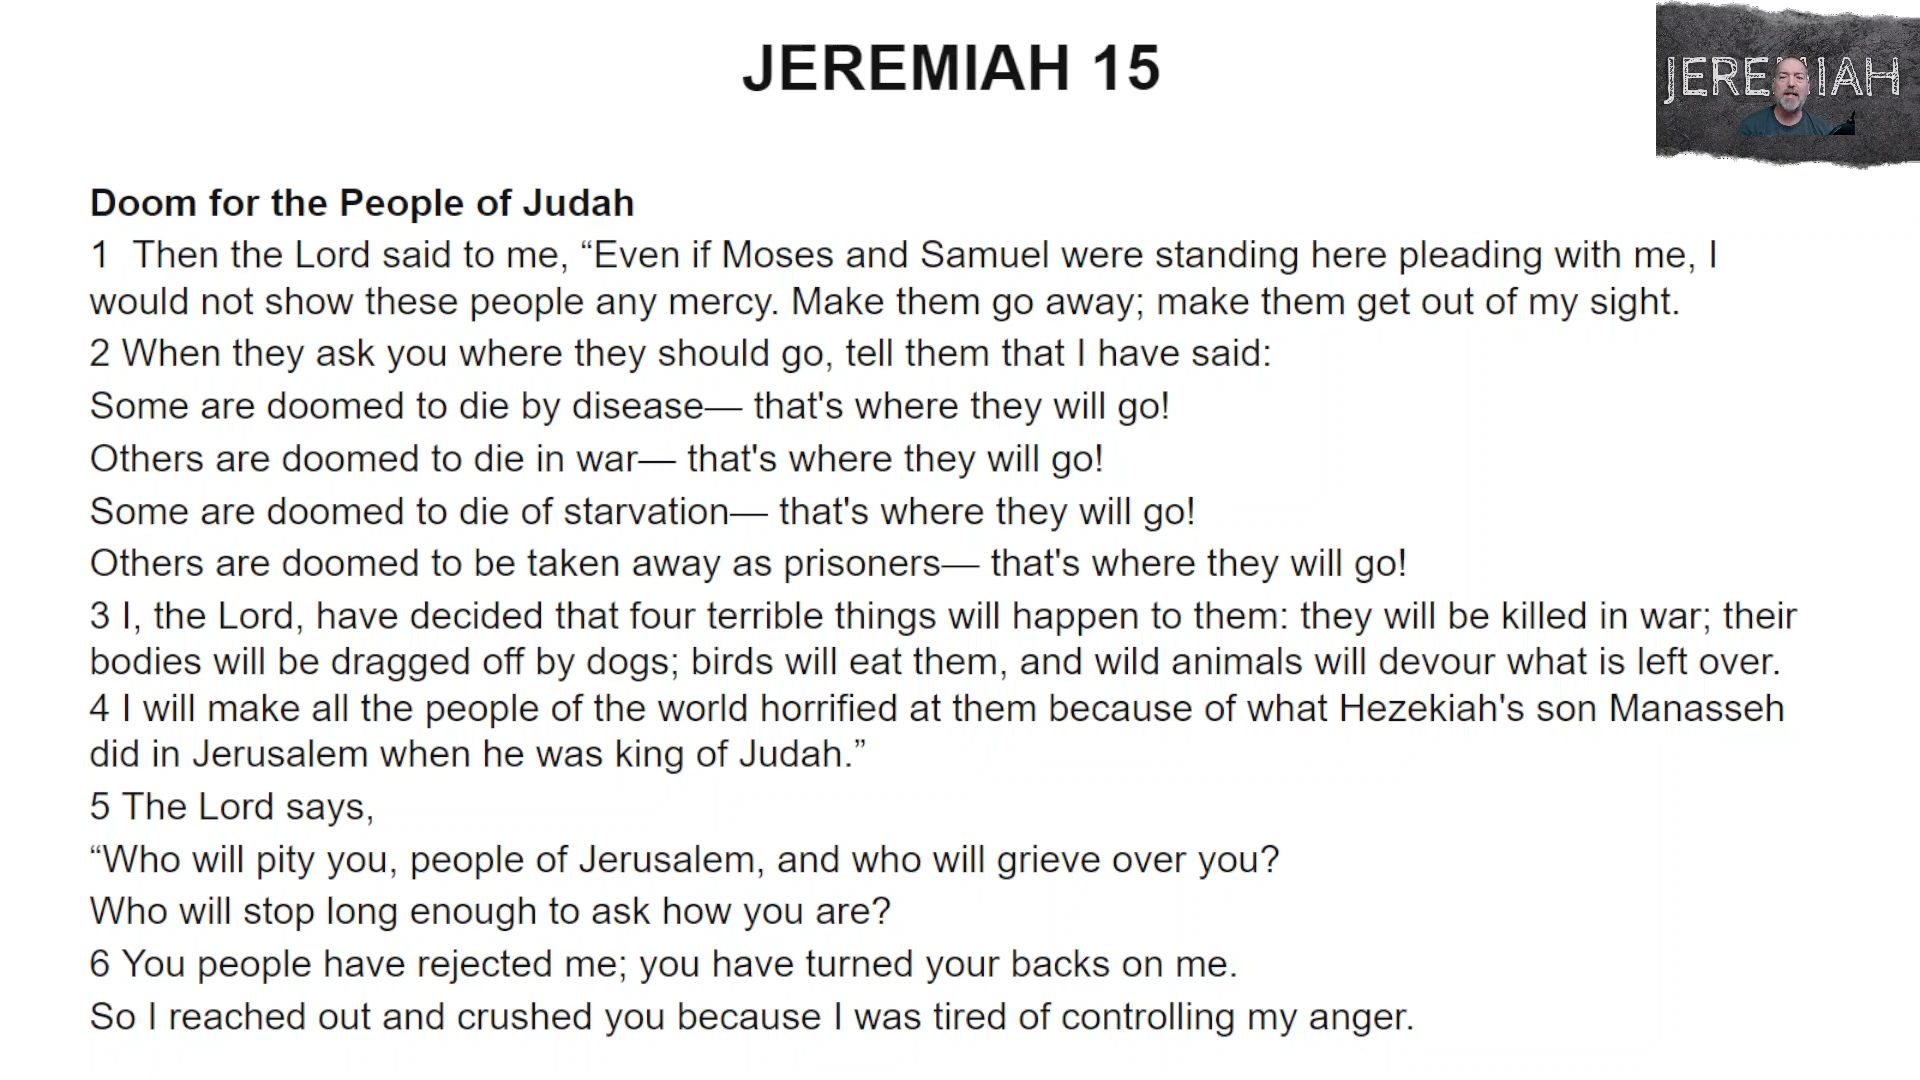 JEREMIAH 15
JEREMIAH
Doom for the People of Judah
1 Then the Lord said to me, “Even if Moses and Samuel were standing here pleading with me, I
would not show these people any mercy. Make them go away; make them get out of my sight.
2 When they ask you where they should go, tell them that I have said:
Some are doomed to die by disease— that's where they will go!
Others are doomed to die in war— that's where they will go!
Some are doomed to die of starvation— that's where they will go!
Others are doomed to be taken away as prisoners— that's where they will go!
3 I, the Lord, have decided that four terrible things will happen to them: they will be killed in war; their
bodies will be dragged off by dogs; birds will eat them, and wild animals will devour what is left over.
4 I will make all the people of the world horrified at them because of what Hezekiah's son Manasseh
did in Jerusalem when he was king of Judah.”
5 The Lord says,
“Who will pity you, people of Jerusalem, and who will grieve over you?
Who will stop long enough to ask how you are?
6 You people have rejected me; you have turned your backs on me.
So I reached out and crushed you because I was tired of controlling my anger.